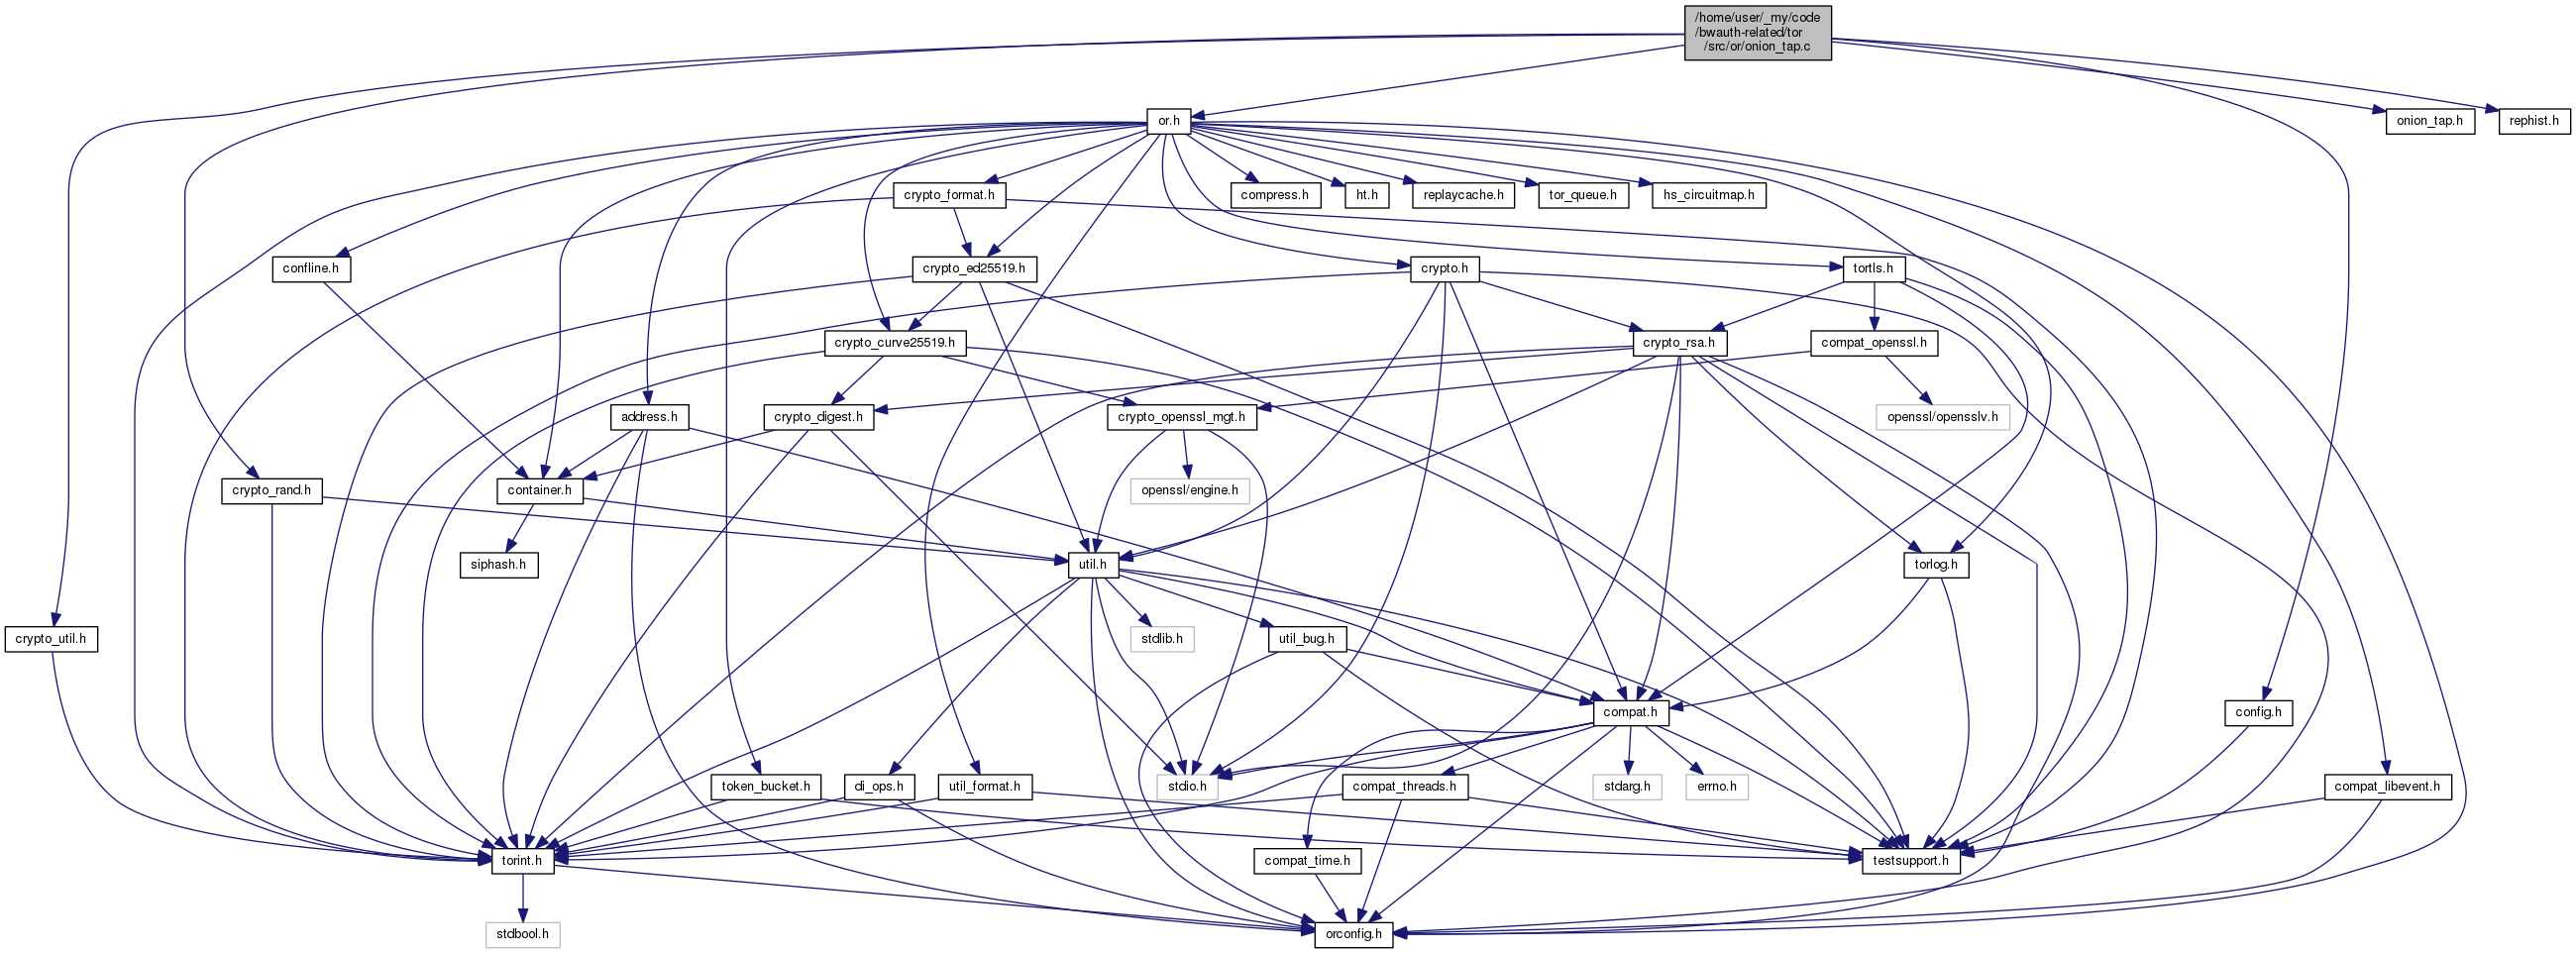 /home/user/_my/code
/bwauth-related/tor
/src/or/onion_tap.c
or.h
onion_tap.h
rephist.h
crypto_format.h
compress.h
ht.h
replaycache.h
tor_queue.h
hs_circuitmap.h
confline.h
crypto_ed25519.h
crypto.h
tortls.h
crypto_curve25519.h
crypto_rsa.h
compat_openssl.h
address.h
crypto_digest.h
crypto_openssl_mgt.h
openssl/opensslv.h
crypto_rand.h
container.h
openssl/engine.h
siphash.h
util.h
torlog.h
crypto_util.h
stdlib.h
util_bug.h
compat.h
config.h
token_bucket.h
di_ops.h
util_format.h
stdio.h
compat_threads.h
stdarg.h
errno.h
compat_libevent.h
torint.h
compat_time.h
testsupport.h
stdbool.h
orconfig.h